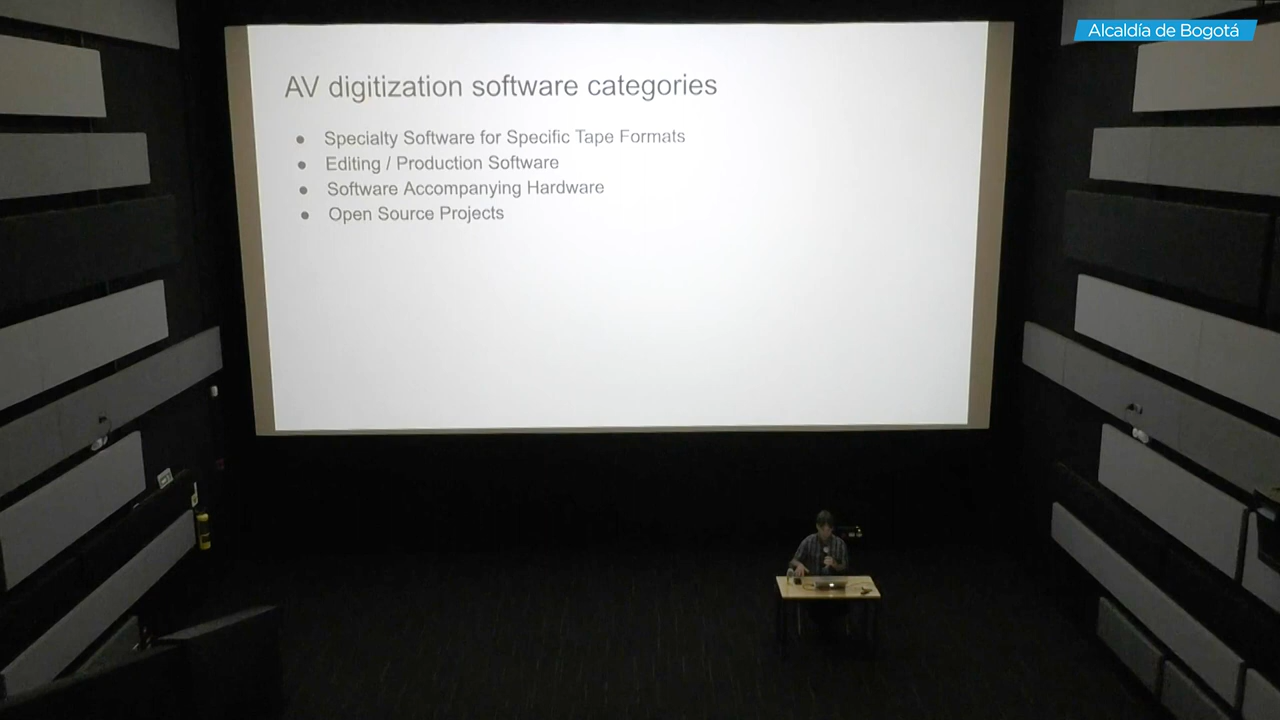 Alcaldía de Bogotá
AV digitization software categories
● Specialty Software for Specific Tape Formats
● Editing / Production Software
● Software Accompanying Hardware
● Open Source Projects